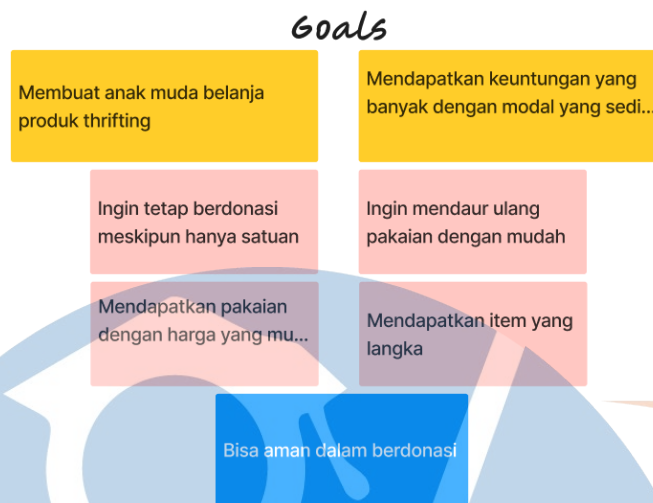 Goals
Membuat anak muda belanja
produk thrifting
Mendapatkan keuntungan yang
banyak dengan modal yang sedi...
Ingin tetap berdonasi
meskipun hanya satuan
Ingin mendaur ulang
pakaian dengan mudah
Mendapatkan pakaian
dengan harga yang mu...
Mendapatkan item yang
langka
Bisa aman dalam berdonasi